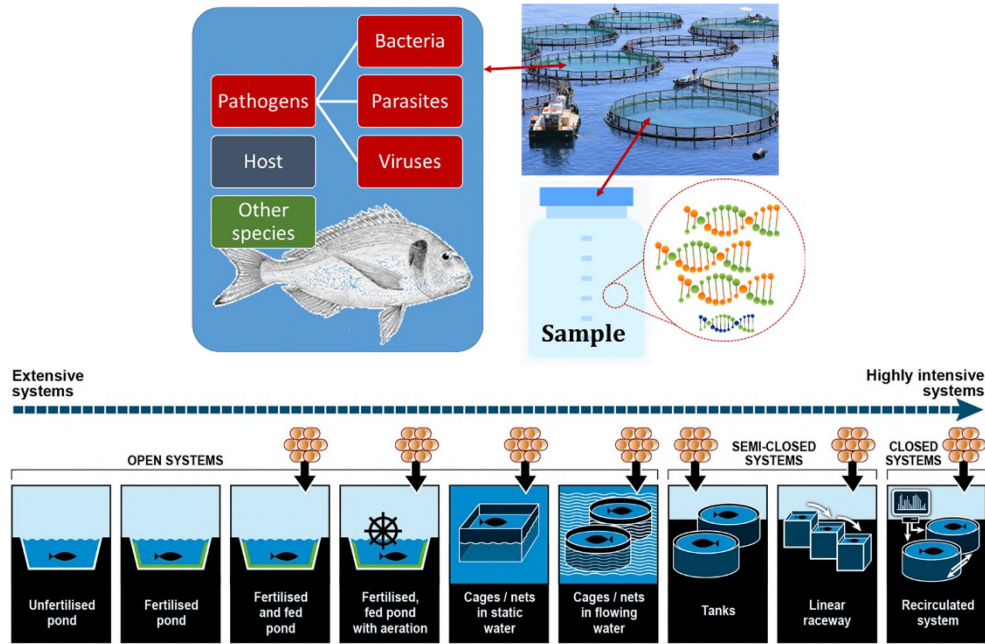 Pathogens
Host
Other
species
Bacteria
Parasites
Viruses
Sample
Extensive
systems
Highly intensive
systems
OPEN SYSTEMS
SEMI-CLOSED
SYSTEMS
CLOSED
SYSTEMS
Unfertilised
pond
Fertilised
pond
Fertilised
and fed
pond
Fertilised,
fed pond
with aeration
Cages / nets
in static
water
Cages / nets
in flowing
water
Tanks
Linear
raceway
Recirculated
system